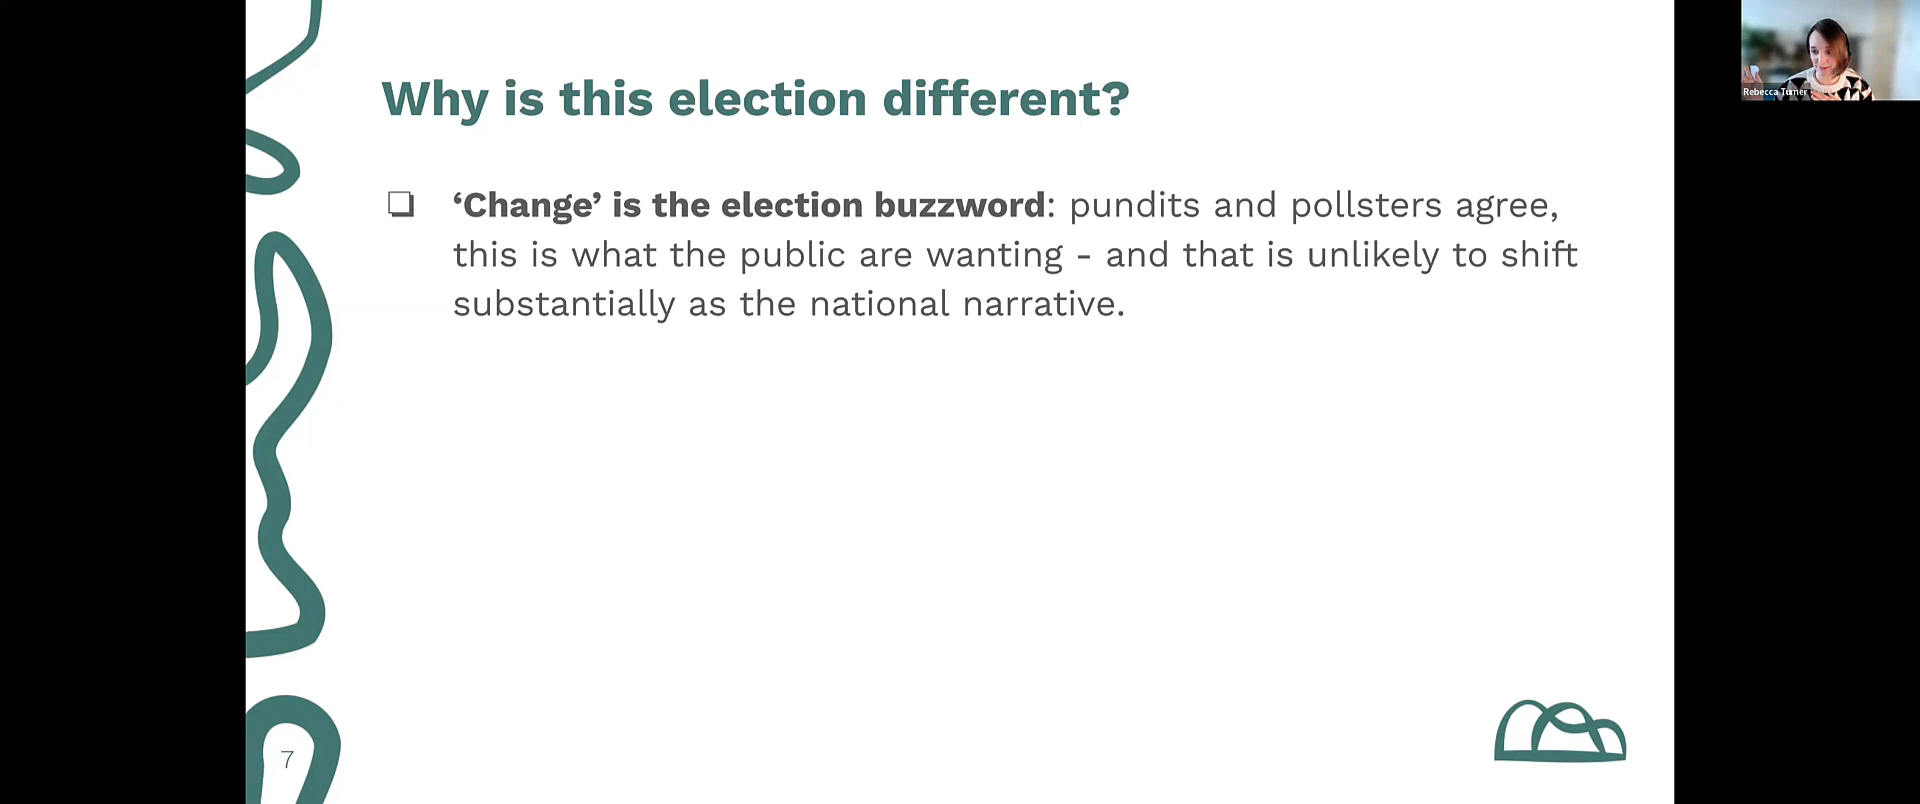 Why is this election different?
❏ ‘Change’ is the election buzzword: pundits and pollsters agree,
this is what the public are wanting - and that is unlikely to shift
substantially as the national narrative.
7
Rebecca Turner